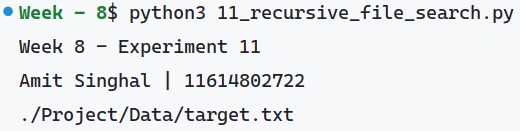 Week - 8$ python3 11_recursive_file_search.py
Week 8 - Experiment 11
Amit Singhal | 11614802722
./Project/Data/target.txt